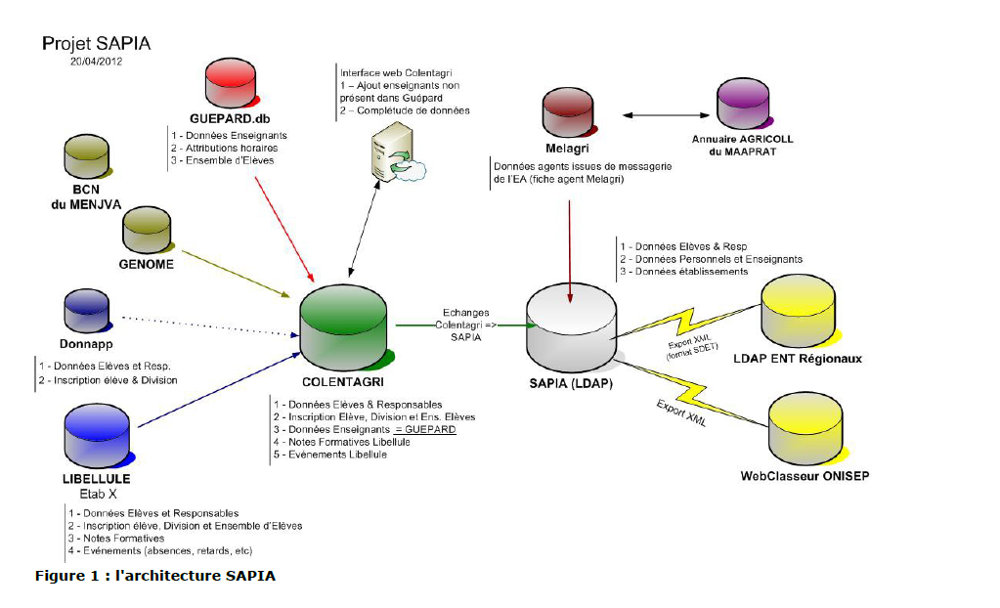 Projet SAPIA
20/04/2012
GUEPARD.db
1 - Données Enseignants
2 - Attributions horaires
3 - Ensemble d'Elèves
Interface web Colentagri
1 – Ajout enseignants non
présent dans Guépard
2 – Complétude de données
Melagri
Données agents issues de messagerie
de l'EA (fiche agent Melagri)
Annuaire AGRICOLL
du MAAPRAT
BCN
du MENJVA
GENOME
Donnapp
1 - Données Elèves et Resp.
2 - Inscription élève & Division
LIBELLULE
Etab X
1 - Données Elèves et Responsables
2 - Inscription élève, Division et Ensemble d'Elèves
3 - Notes Formatives
4 - Evénements (absences, retards, etc)
COLENTAGRI
1 - Données Elèves & Responsables
2 - Inscription Elève, Division et Ens. Elèves
3 - Données Enseignants = GUEPARD
4 - Notes Formatives Libellule
5 - Evénements Libellule
Echanges
Colentagri =>
SAPIA
SAPIA (LDAP)
1 - Données Elèves & Resp
2 - Données Personnels et Enseignants
3 - Données établissements
Export XML
(format SDET)
LDAP ENT Régionaux
Export XML
WebClasseur ONISEP
Figure 1 : l'architecture SAPIA